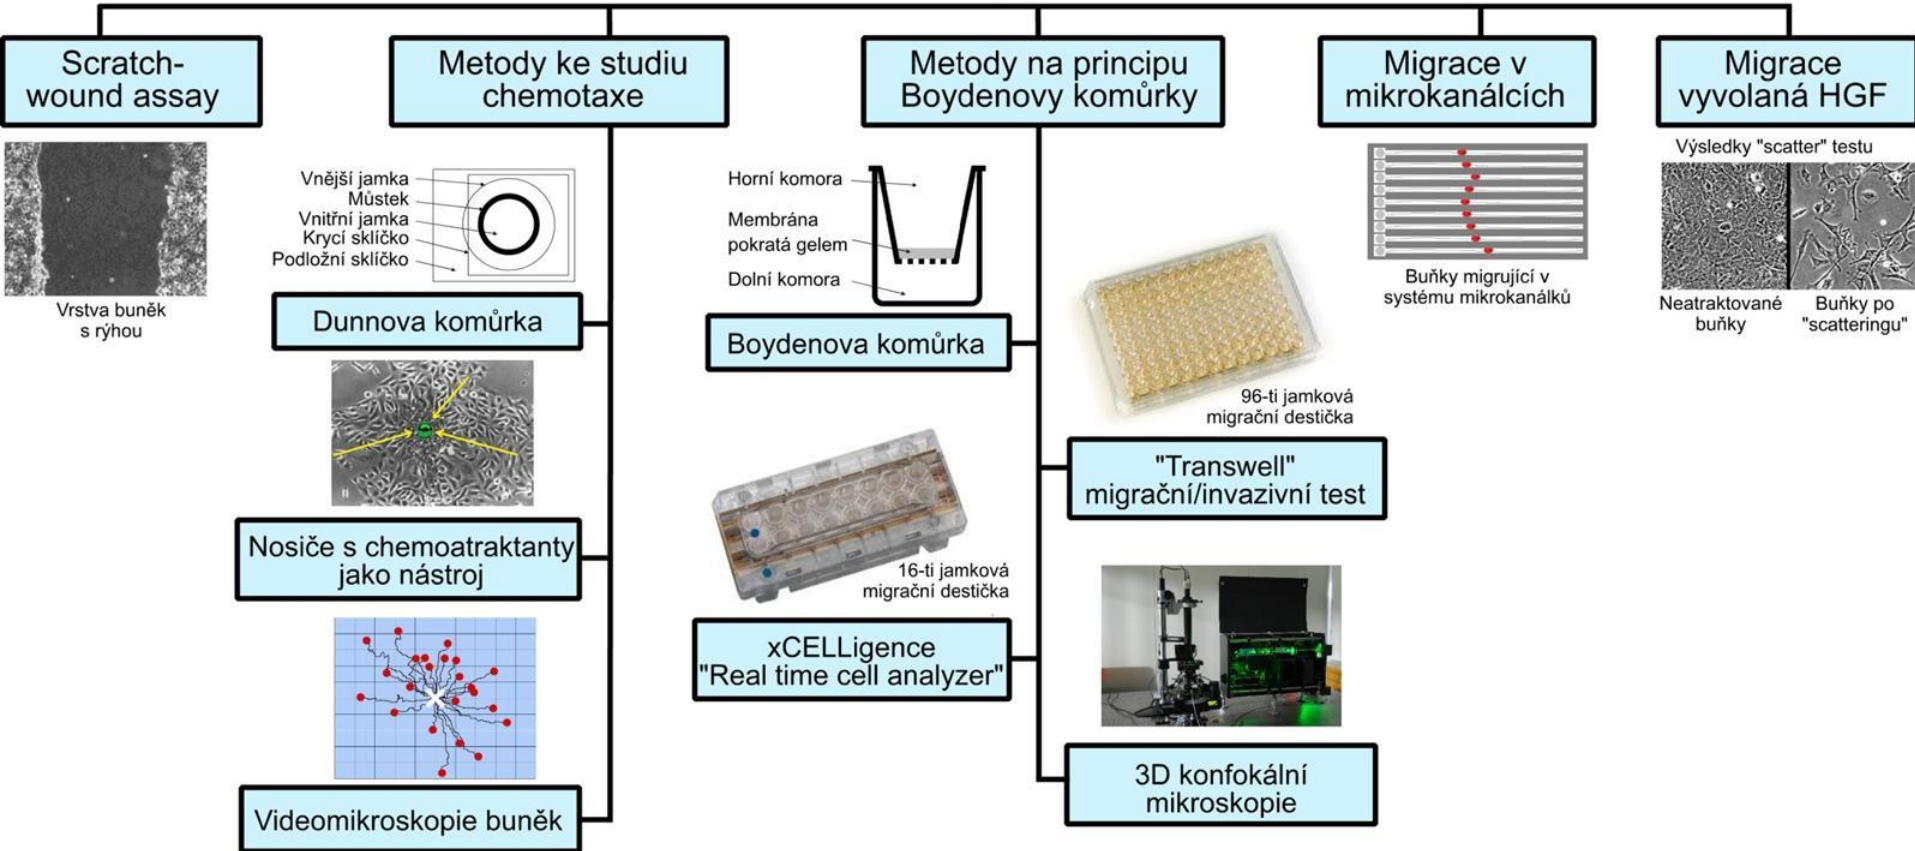 Scratch-
wound assay
Metody ke studiu
chemotaxe
Metody na principu
Boydenovy komůrky
Migrace v
mikrokanálcích
Migrace
vyvolaná HGF
Vrstva buněk
s rýhou
Vnější jamka
Můstek
Vnitřní jamka
Krycí sklíčko
Podložní sklíčko
Dunnova komůrka
Nosiče s chemoatraktanty
jako nástroj
Videomikroskopie buněk
Horní komora
Membrána
pokratá gelem
Dolní komora
Boydenova komůrka
16-ti jamková
migrační destička
xCELLigence
"Real time cell analyzer"
96-ti jamková
migrační destička
"Transwell"
migrační/invazivní test
3D konfokální
mikroskopie
Buňky migrující v
systému mikrokanálků
Výsledky "scatter" testu
Neatraktované
buňky
Buňky po
"scatteringu"